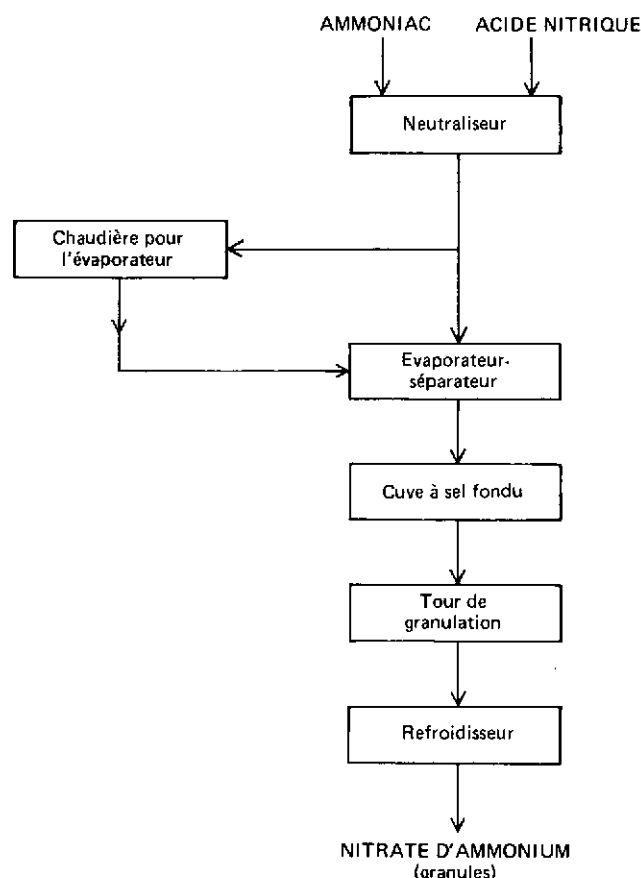 AMMONIAC ACIDE NITRIQUE
Neutraliseur
Chaudière pour
l'évaporateur
Evaporateur-
séparateur
Cuve à sel fondu
Tour de
granulation
Refroidisseur
NITRATE D'AMMONIUM
(granules)